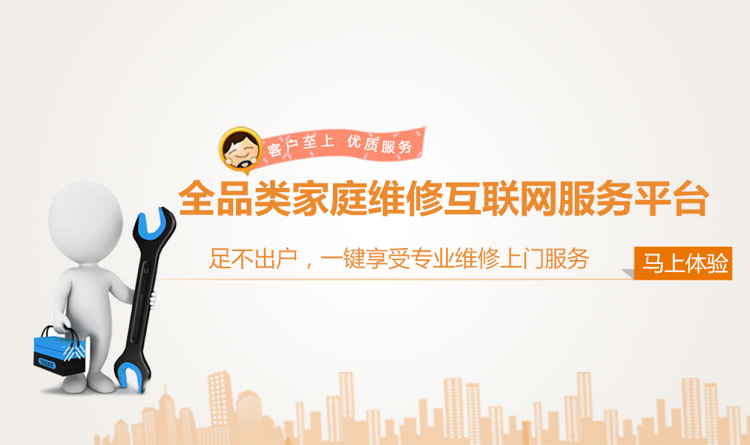 客户至上 优质服务
全品类家庭维修互联网服务平台
足不出户，一键享受专业维修上门服务
马上体验